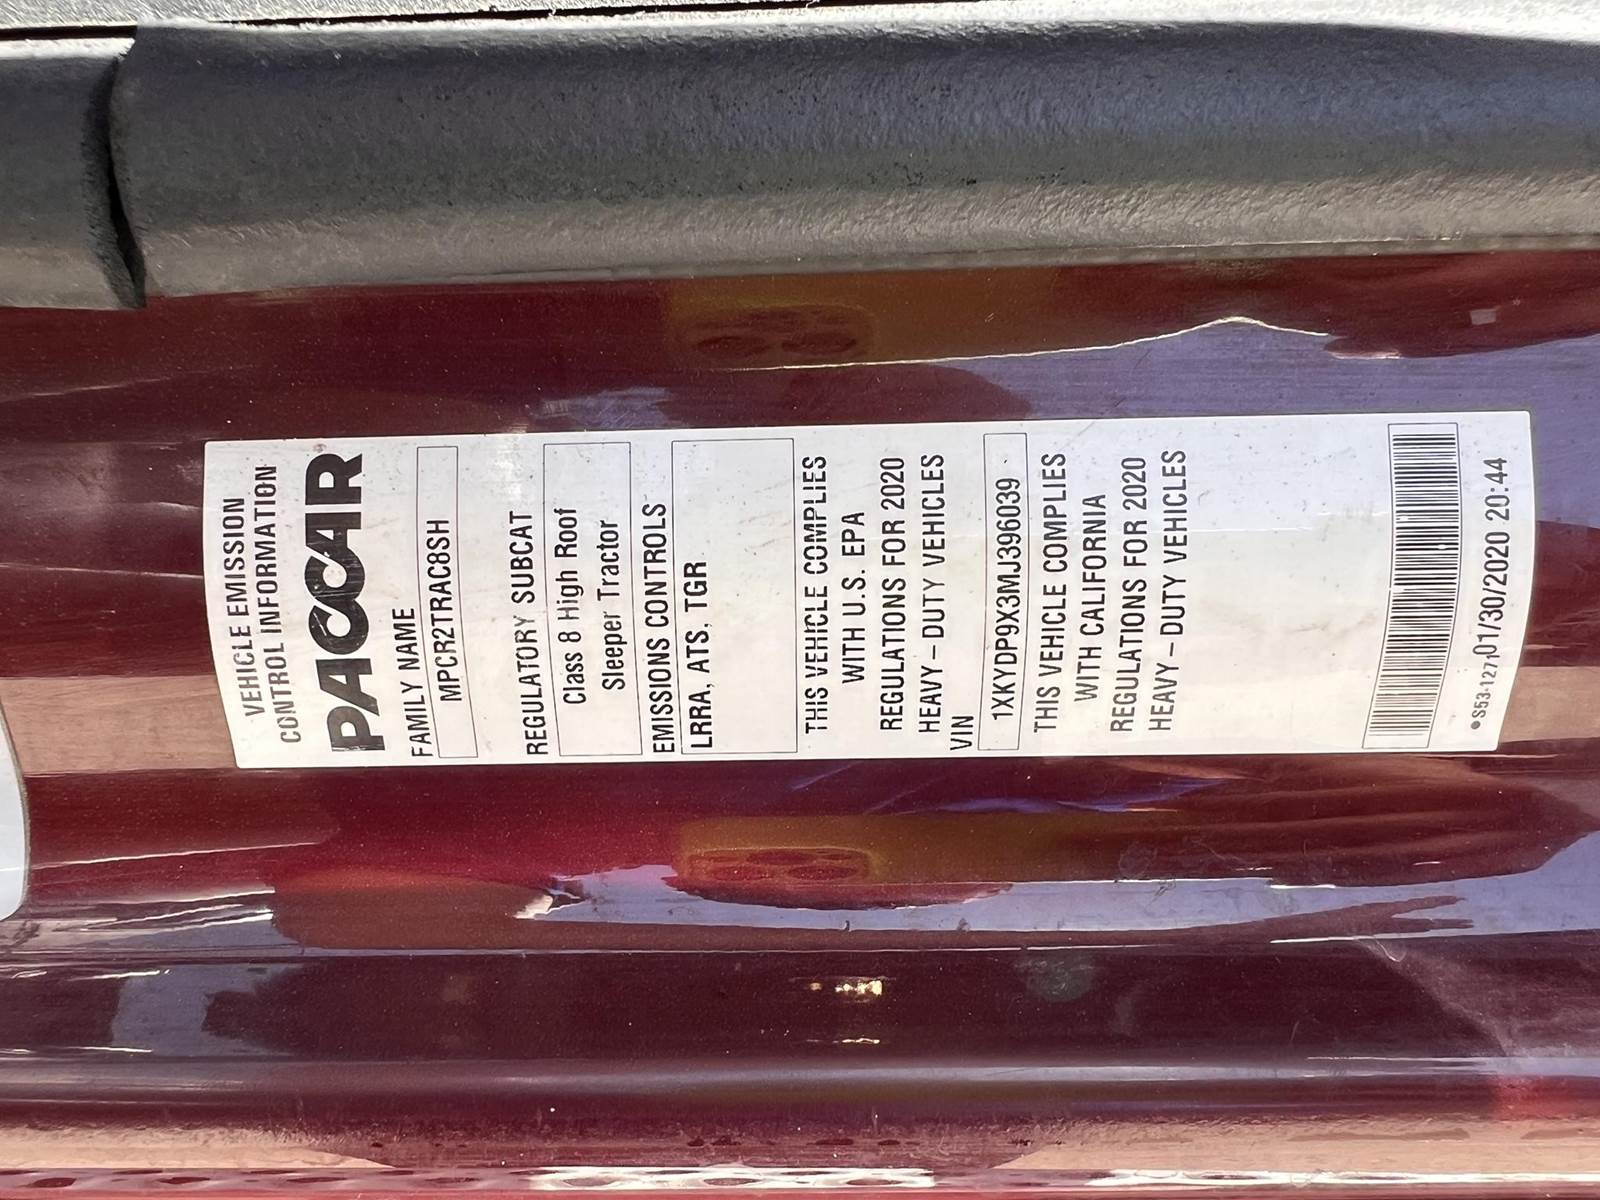 VEHICLE EMISSION
CONTROL INFORMATION
PACCAR
FAMILY NAME
MPCR2TRAC8SH
REGULATORY SUBCAT
Class 8 High Roof
Sleeper Tractor
EMISSIONS CONTROLS
LRRA, ATS, TGR
THIS VEHICLE COMPLIES
WITH U.S. EPA
REGULATIONS FOR 2020
HEAVY – DUTY VEHICLES
VIN
1XKYDP9X3MJ396039
THIS VEHICLE COMPLIES
WITH CALIFORNIA
REGULATIONS FOR 2020
HEAVY – DUTY VEHICLES
•S53-1271 01/30/2020 20:44